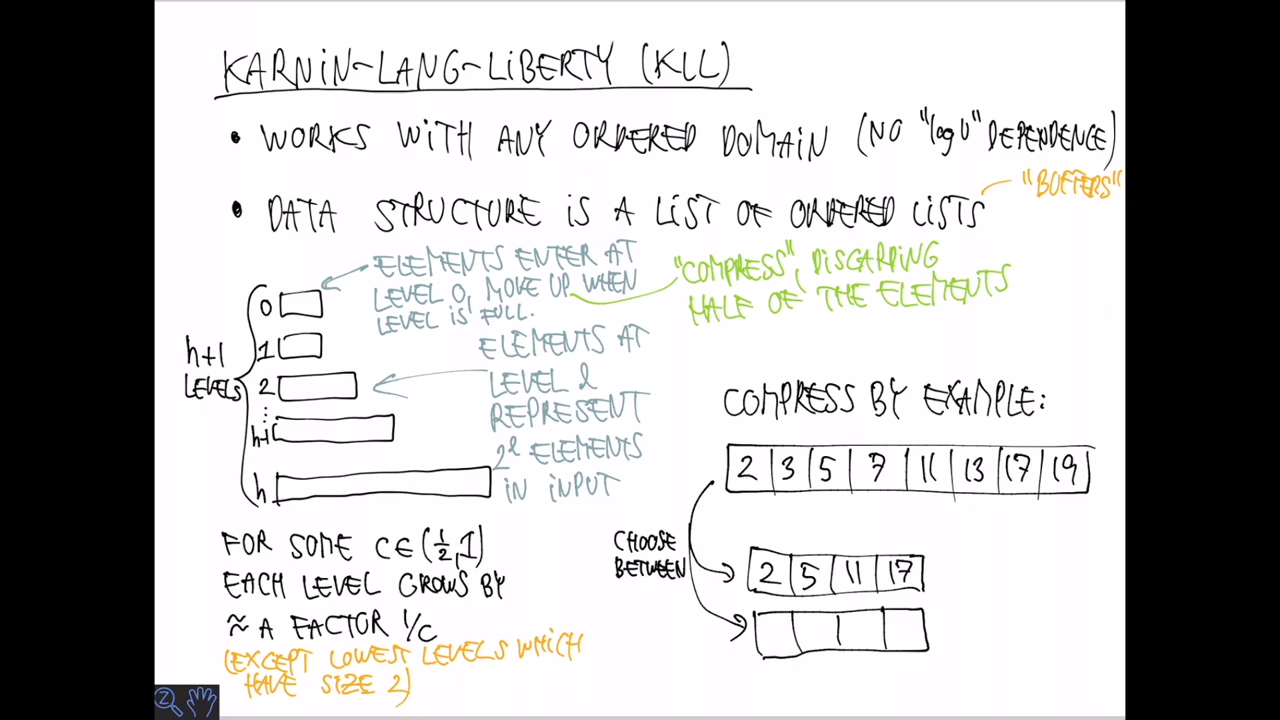 KARNIN-LANG-LIBERTY (KLL)
• WORKS WITH ANY ORDERED DOMAIN (NO "log U" DEPENDENCE)
• DATA STRUCTURE IS A LIST OF ORDERED LISTS
"BUFFERS"
ELEMENTS ENTER AT
LEVEL 0, MOVE UP WHEN
LEVEL IS FULL.
"COMPRESS", DISCARDING
HALF OF THE ELEMENTS
h+1
LEVELS
0
1
2
⋮
h-1
h
ELEMENTS AT
LEVEL l
REPRESENT
2^l ELEMENTS
IN INPUT
FOR SOME C ∈ (1/2, 1)
EACH LEVEL GROWS BY
≈ A FACTOR 1/C
(EXCEPT LOWEST LEVELS WHICH
HAVE SIZE 2)
COMPRESS BY EXAMPLE:
2 3 5 7 11 13 17 19
CHOOSE
BETWEEN
2 5 11 17